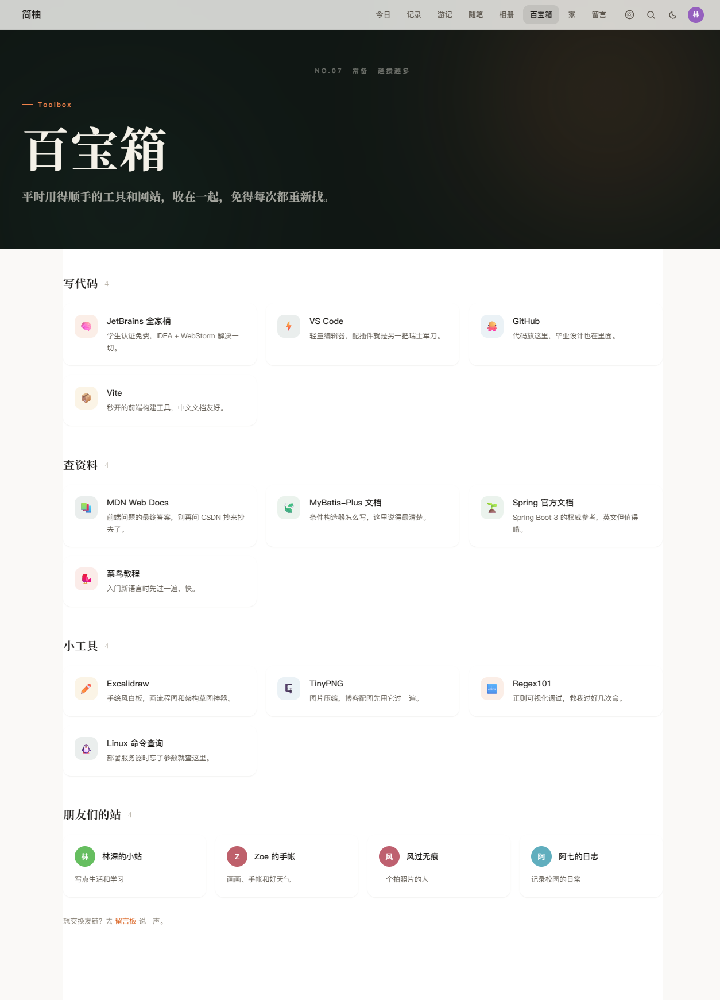 简柚
今日 记录 游记 随笔 相册 百宝箱 家 留言 林
NO.07 常备 越攒越多
Toolbox
百宝箱
平时用得顺手的工具和网站，收在一起，免得每次都重新找。
写代码 4
JetBrains 全家桶
学生认证免费，IDEA + WebStorm 解决一
切。
VS Code
轻量编辑器，配插件就是另一把瑞士军刀。
GitHub
代码放这里，毕业设计也在里面。
Vite
秒开的前端构建工具，中文文档友好。
查资料 4
MDN Web Docs
前端问题的最终答案，别再问 CSDN 抄来抄
去了。
MyBatis-Plus 文档
条件构造器怎么写，这里说得最清楚。
Spring 官方文档
Spring Boot 3 的权威参考，英文但值得
啃。
菜鸟教程
入门新语言时先过一遍，快。
小工具 4
Excalidraw
手绘风白板，画流程图和架构草图神器。
TinyPNG
图片压缩，博客配图先用它过一遍。
abc
Regex101
正则可视化调试，救我过好几次命。
Linux 命令查询
部署服务器时忘了参数就查这里。
朋友们的站 4
林 林深的小站
写点生活和学习
Z Zoe 的手帐
画画、手帐和好天气
风 风过无痕
一个拍照片的人
阿 阿七的日志
记录校园的日常
想交换友链？去 留言板 说一声。